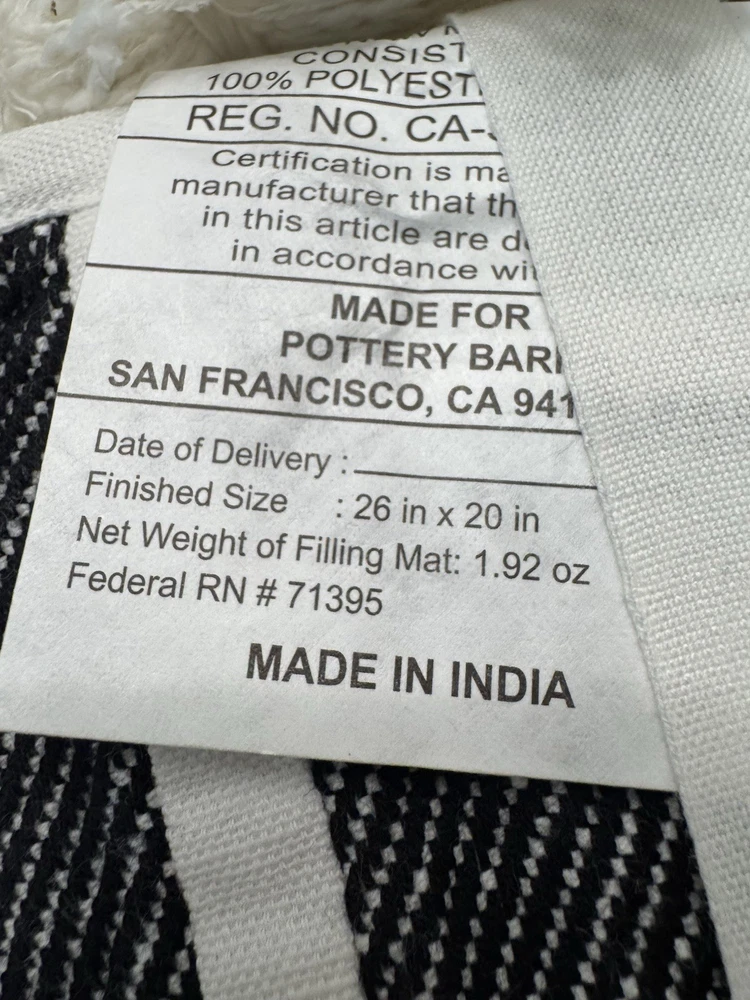 CONSIST
100% POLYEST
REG. NO. CA-
Certification is ma
manufacturer that th
in this article are d
in accordance wi
MADE FOR
POTTERY BAR
SAN FRANCISCO, CA 941
Date of Delivery :
Finished Size : 26 in x 20 in
Net Weight of Filling Mat: 1.92 oz
Federal RN # 71395
MADE IN INDIA